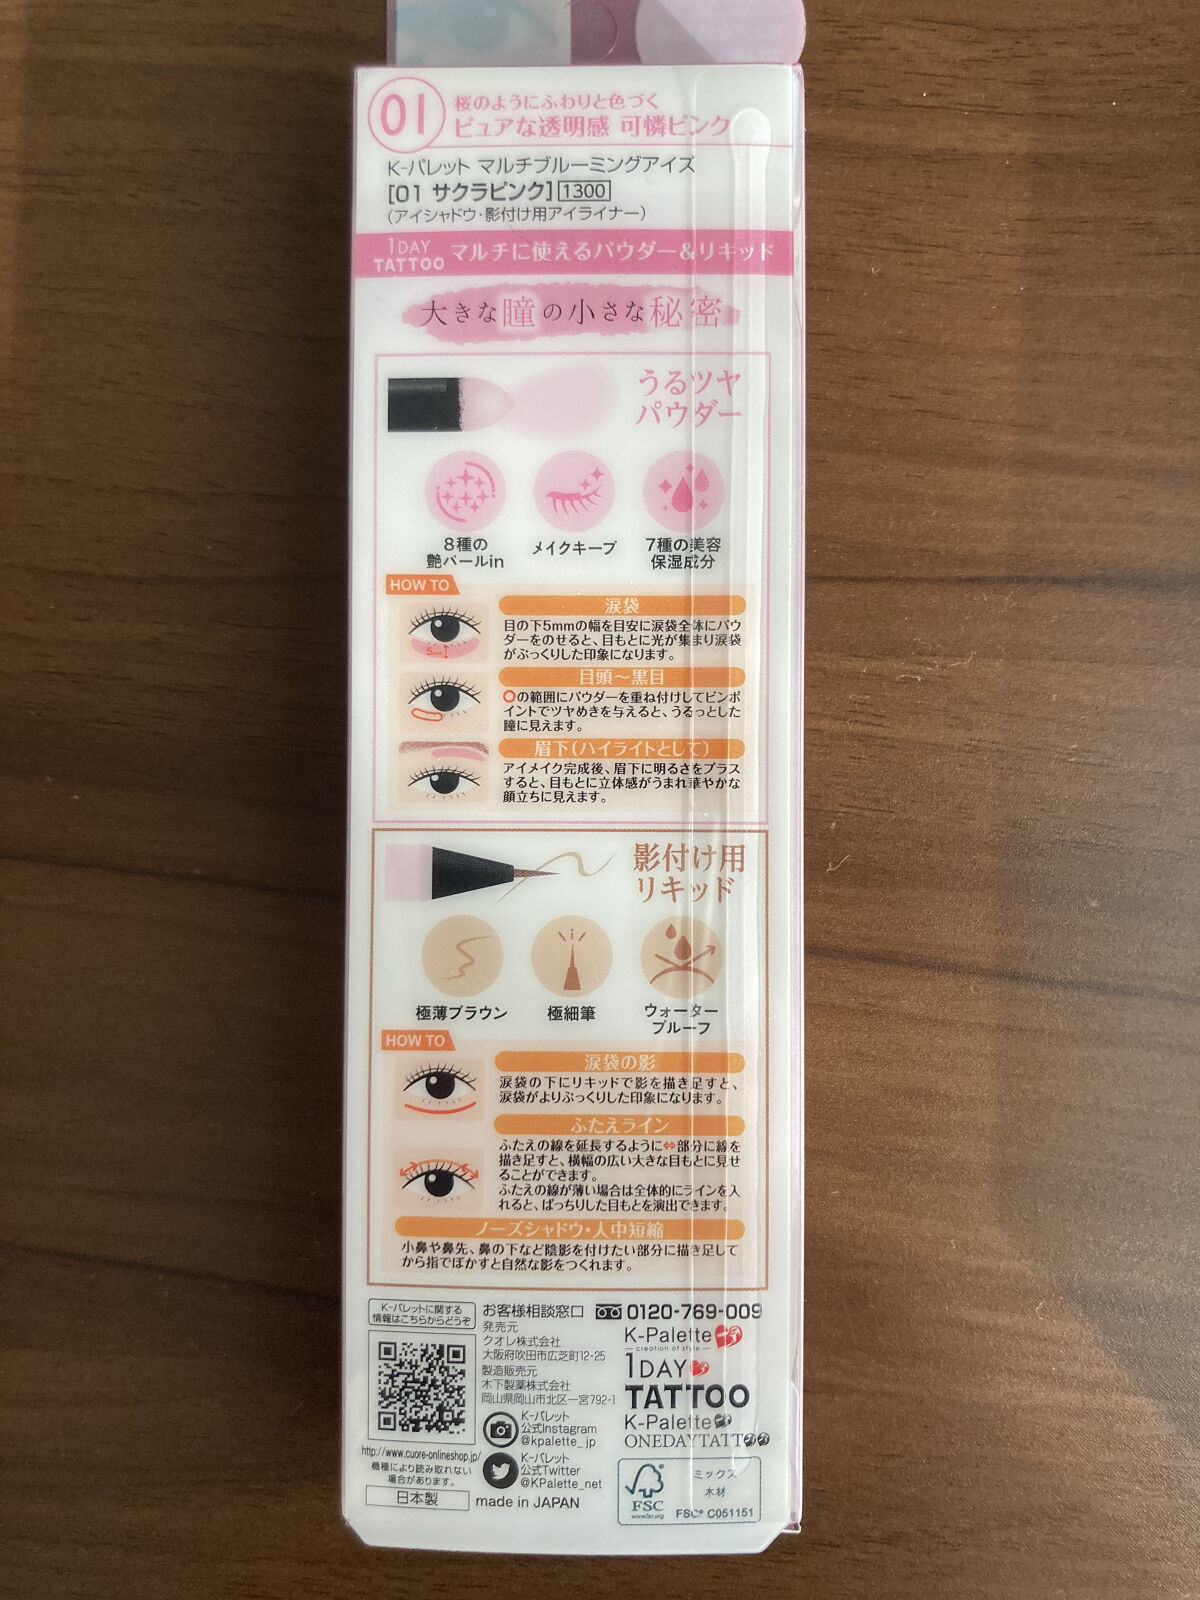 01
桜のようにふわりと色づく
ピュアな透明感 可憐ピンク
K-パレット マルチブルーミングアイズ
[01 サクラピンク] 1300
(アイシャドウ・影付け用アイライナー)
1DAY TATTOO マルチに使えるパウダー&リキッド
大きな瞳の小さな秘密
うるツヤ
パウダー
8種の
艶パールin
メイクキープ
7種の美容
保湿成分
HOW TO
涙袋
目の下5mmの幅を目安に涙袋全体にパウ
ダーをのせると、目もとに光が集まり涙袋
がぷっくりした印象になります。
5mm
目頭〜黒目
○の範囲にパウダーを重ね付けしてピンポ
イントでツヤめきを与えると、うるっとした
瞳に見えます。
眉下(ハイライトとして)
アイメイク完成後、眉下に明るさをプラス
すると、目もとに立体感がうまれ華やかな
顔立ちに見えます。
影付け用
リキッド
極薄ブラウン
極細筆
ウォーター
プルーフ
HOW TO
涙袋の影
涙袋の下にリキッドで影を描き足すと、
涙袋がよりぷっくりした印象になります。
ふたえライン
ふたえの線を延長するように⇔部分に線を
描き足すと、横幅の広い大きな目もとに見せ
ることができます。
ふたえの線が薄い場合は全体的にラインを入
れると、ぱっちりした目もとを演出できます。
ノーズシャドウ・人中短縮
小鼻や鼻先、鼻の下など陰影を付けたい部分に描き足して
から指でぼかすと自然な影をつくれます。
K-パレットに関する
情報はこちらからどうぞ
http://www.cuore-onlineshop.jp/
機種により読み取れない
場合があります。
日本製
made in JAPAN
お客様相談窓口 0120-769-009
発売元
クオレ株式会社
大阪府吹田市広芝町12-25
製造販売元
木下製薬株式会社
岡山県岡山市北区一宮792-1
K-パレット
公式Instagram
@kpalette_jp
K-パレット
公式Twitter
@KPalette_net
K-Palette
creation of style
1DAY
TATTOO
K-Palette
ONEDAYTATTOO
FSC
www.fsc.org
ミックス
木材
FSC® C051151